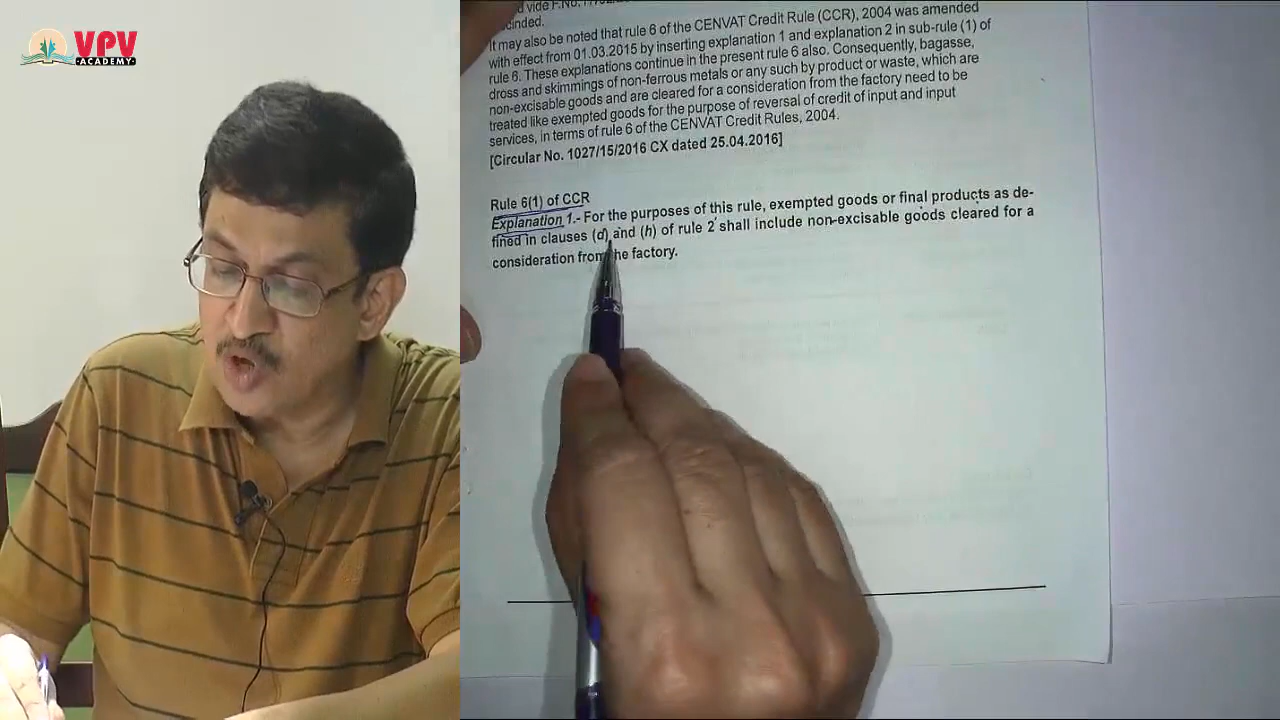 VPV
ACADEMY
d vide F.No.
cinded.
It may also be noted that rule 6 of the CENVAT Credit Rule (CCR), 2004 was amended
with effect from 01.03.2015 by inserting explanation 1 and explanation 2 in sub-rule (1) of
rule 6. These explanations continue in the present rule 6 also. Consequently, bagasse,
dross and skimmings of non-ferrous metals or any such by product or waste, which are
non-excisable goods and are cleared for a consideration from the factory need to be
treated like exempted goods for the purpose of reversal of credit of input and input
services, in terms of rule 6 of the CENVAT Credit Rules, 2004.
[Circular No. 1027/15/2016 CX dated 25.04.2016]
Rule 6(1) of CCR
Explanation 1.- For the purposes of this rule, exempted goods or final products as de-
fined in clauses (d) and (h) of rule 2 shall include non-excisable goods cleared for a
consideration from the factory.